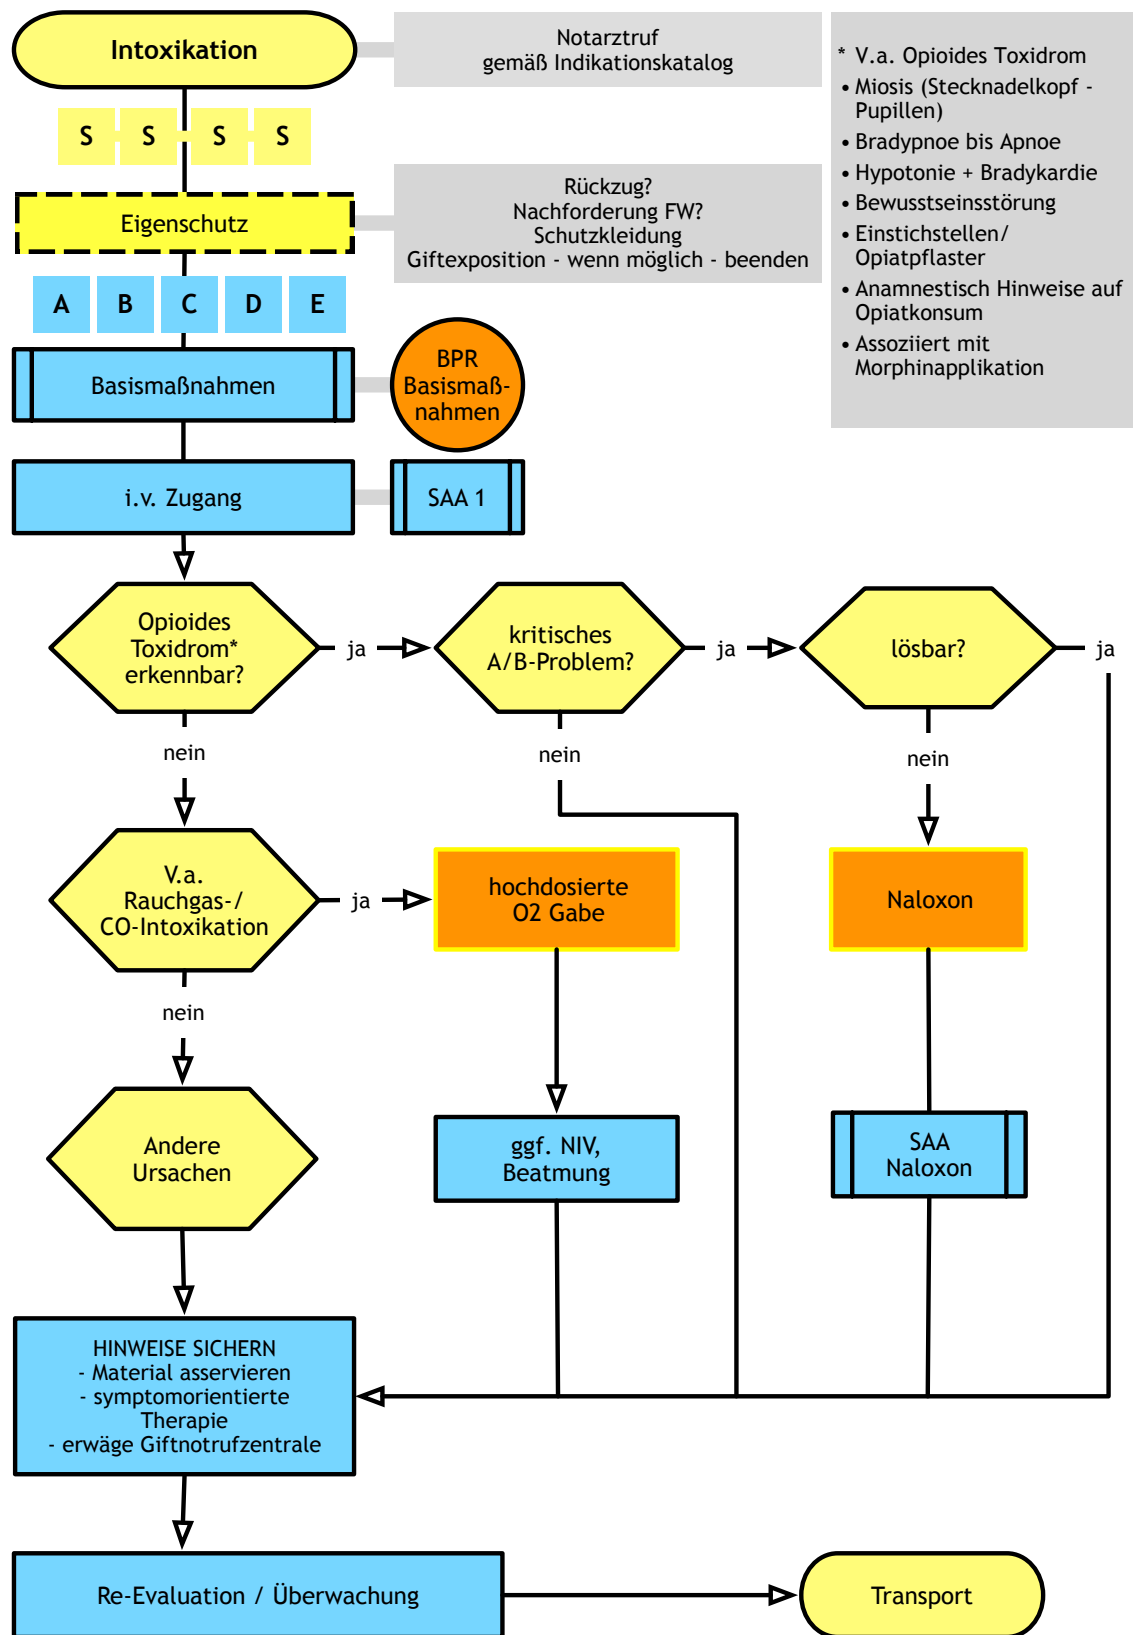 Intoxikation
Notarztruf
gemäß Indikationskatalog
* V.a. Opioides Toxidrom
• Miosis (Stecknadelkopf -
Pupillen)
• Bradypnoe bis Apnoe
• Hypotonie + Bradykardie
• Bewusstseinsstörung
• Einstichstellen/
Opiatpflaster
• Anamnestisch Hinweise auf
Opiatkonsum
• Assoziiert mit
Morphinapplikation
S S S S
Eigenschutz
Rückzug?
Nachforderung FW?
Schutzkleidung
Giftexposition - wenn möglich - beenden
A B C D E
Basismaßnahmen
BPR
Basismaß-
nahmen
i.v. Zugang
SAA 1
Opioides
Toxidrom*
erkennbar?
ja
kritisches
A/B-Problem?
ja
lösbar?
ja
nein
nein
nein
V.a.
Rauchgas-/
CO-Intoxikation
ja
hochdosierte
O2 Gabe
Naloxon
nein
Andere
Ursachen
ggf. NIV,
Beatmung
SAA
Naloxon
HINWEISE SICHERN
- Material asservieren
- symptomorientierte
Therapie
- erwäge Giftnotrufzentrale
Re-Evaluation / Überwachung
Transport